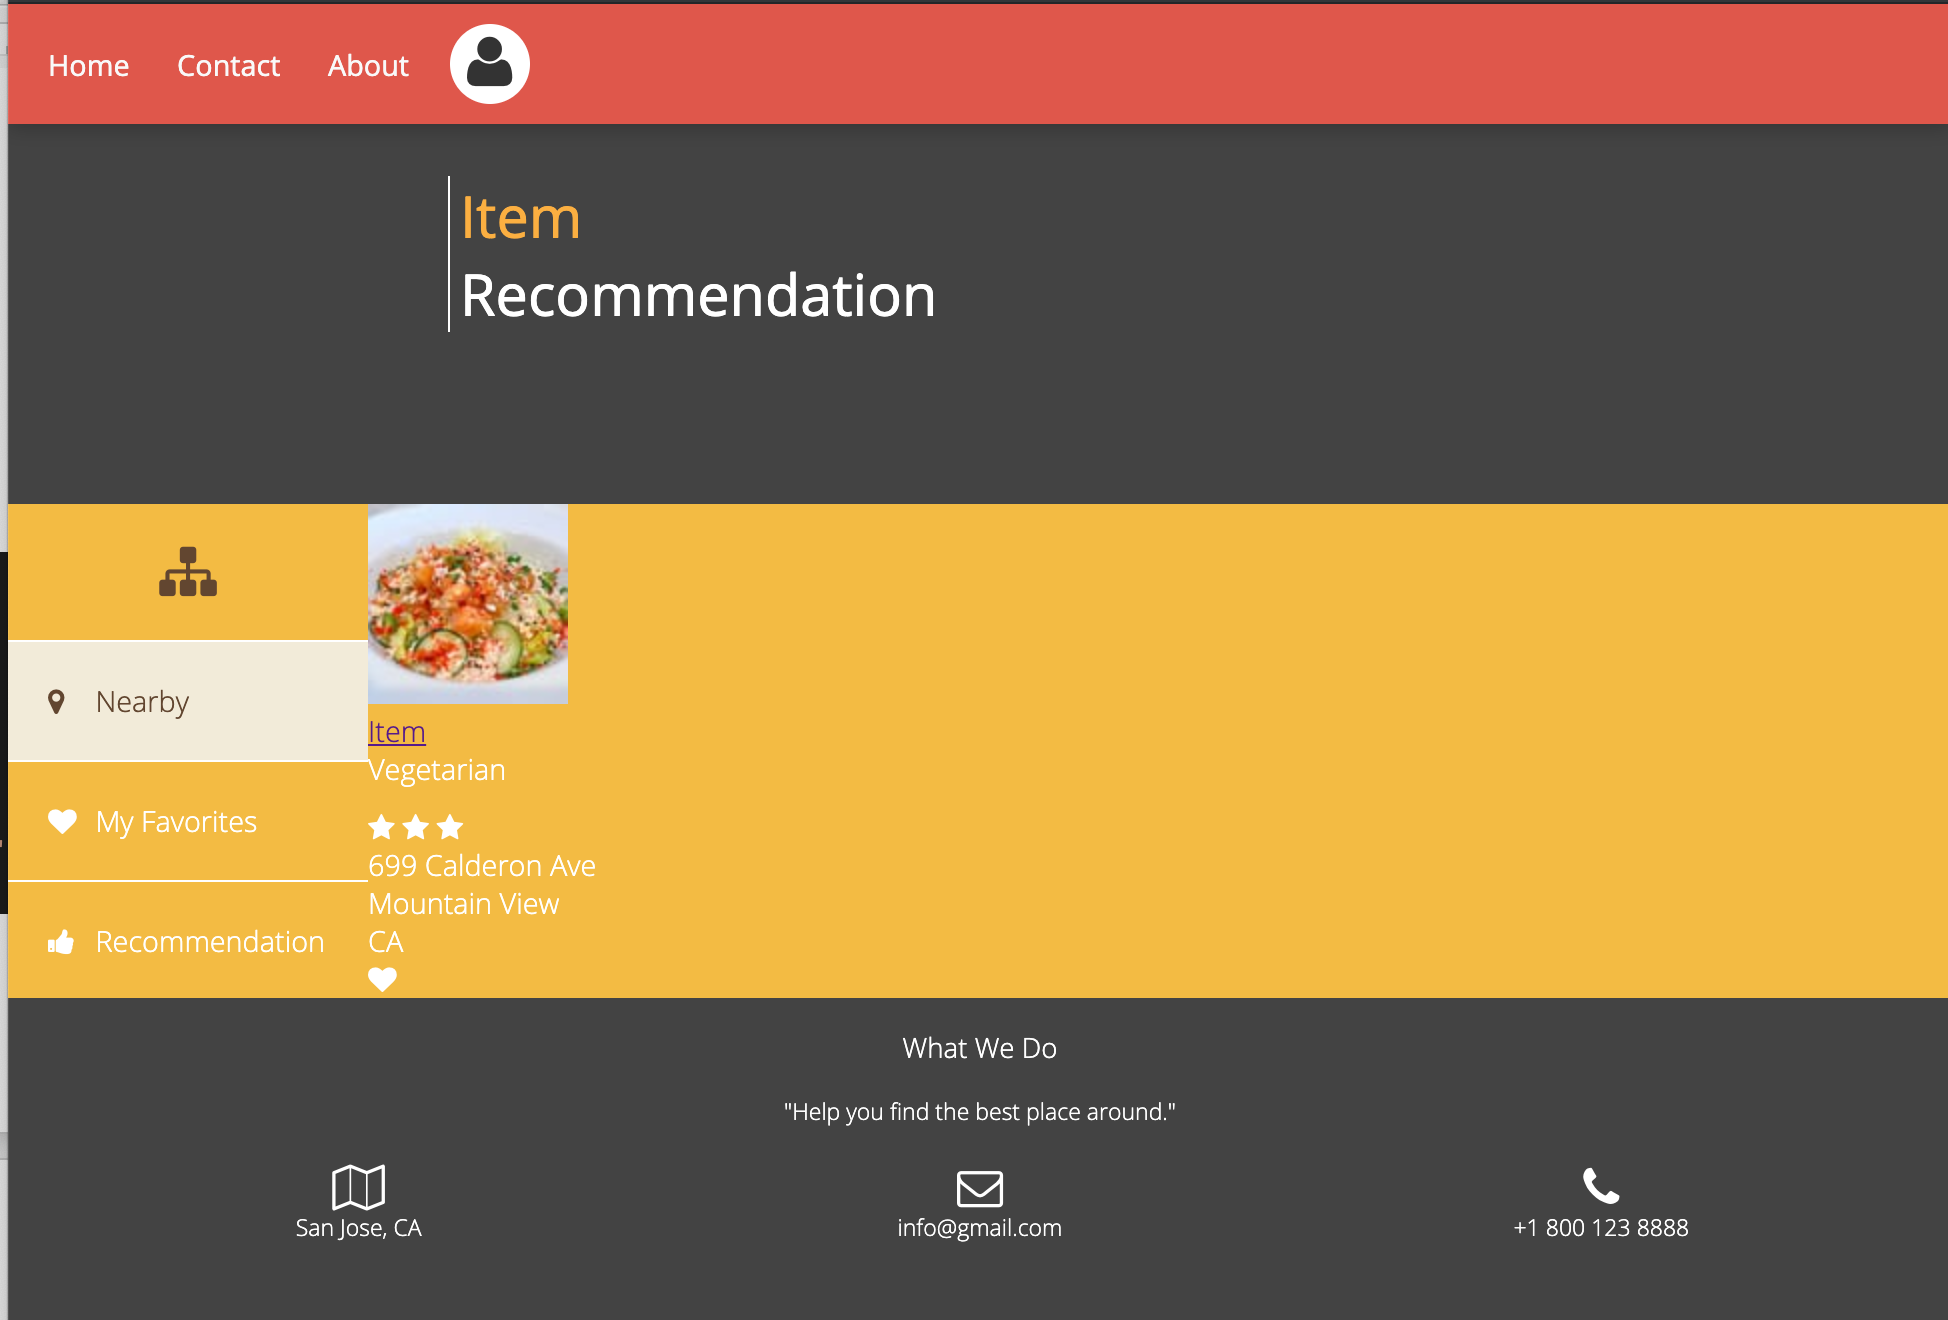 Home Contact About
Item
Recommendation
Nearby
My Favorites
Recommendation
Item
Vegetarian
699 Calderon Ave
Mountain View
CA
What We Do
"Help you find the best place around."
San Jose, CA
info@gmail.com
+1 800 123 8888